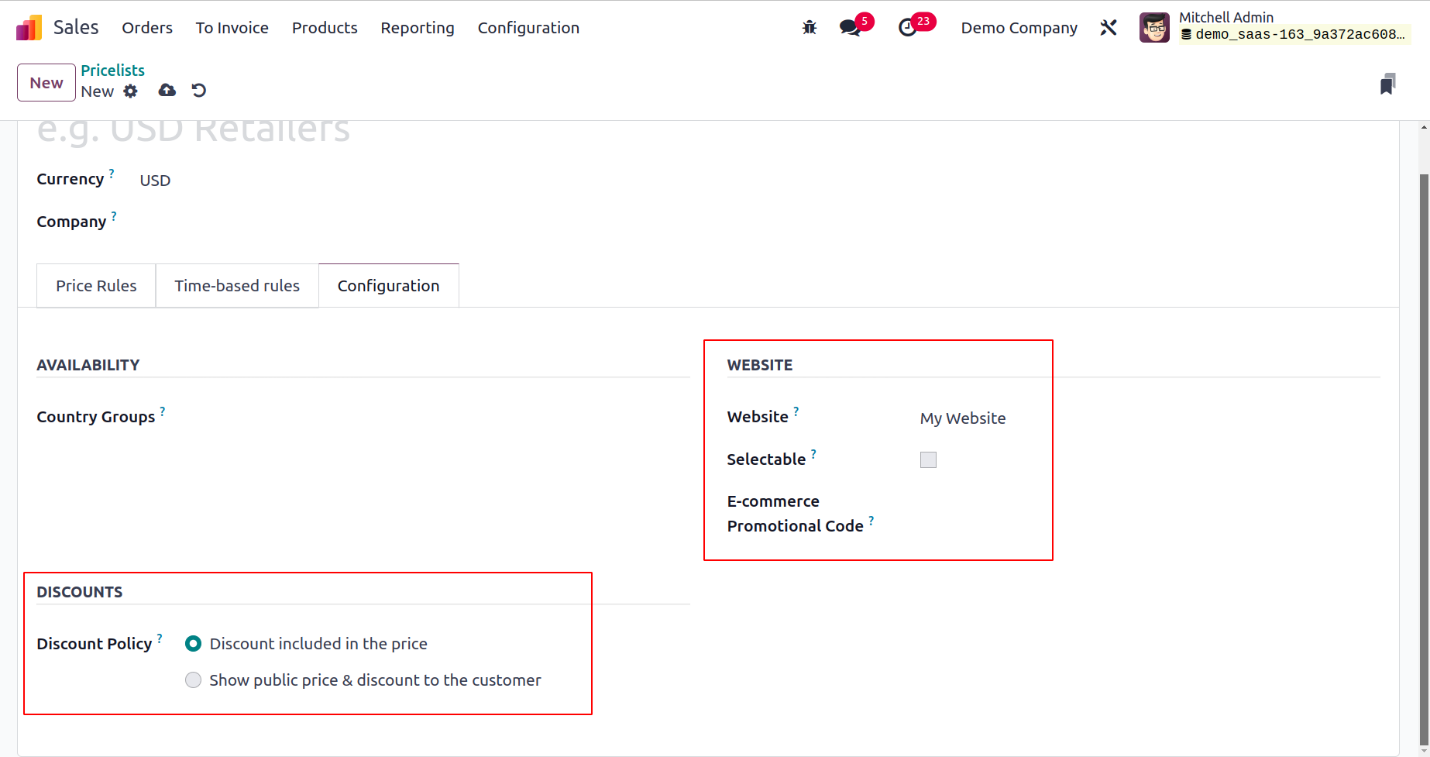 Sales Orders To Invoice Products Reporting Configuration 5 23 Demo Company Mitchell Admin
demo_saas-163_9a372ac608...
New Pricelists
New
e.g. USD Retailers
Currency ? USD
Company ?
Price Rules Time-based rules Configuration
AVAILABILITY WEBSITE
Country Groups ? Website ? My Website
Selectable ?
E-commerce
Promotional Code ?
DISCOUNTS
Discount Policy ? Discount included in the price
Show public price & discount to the customer